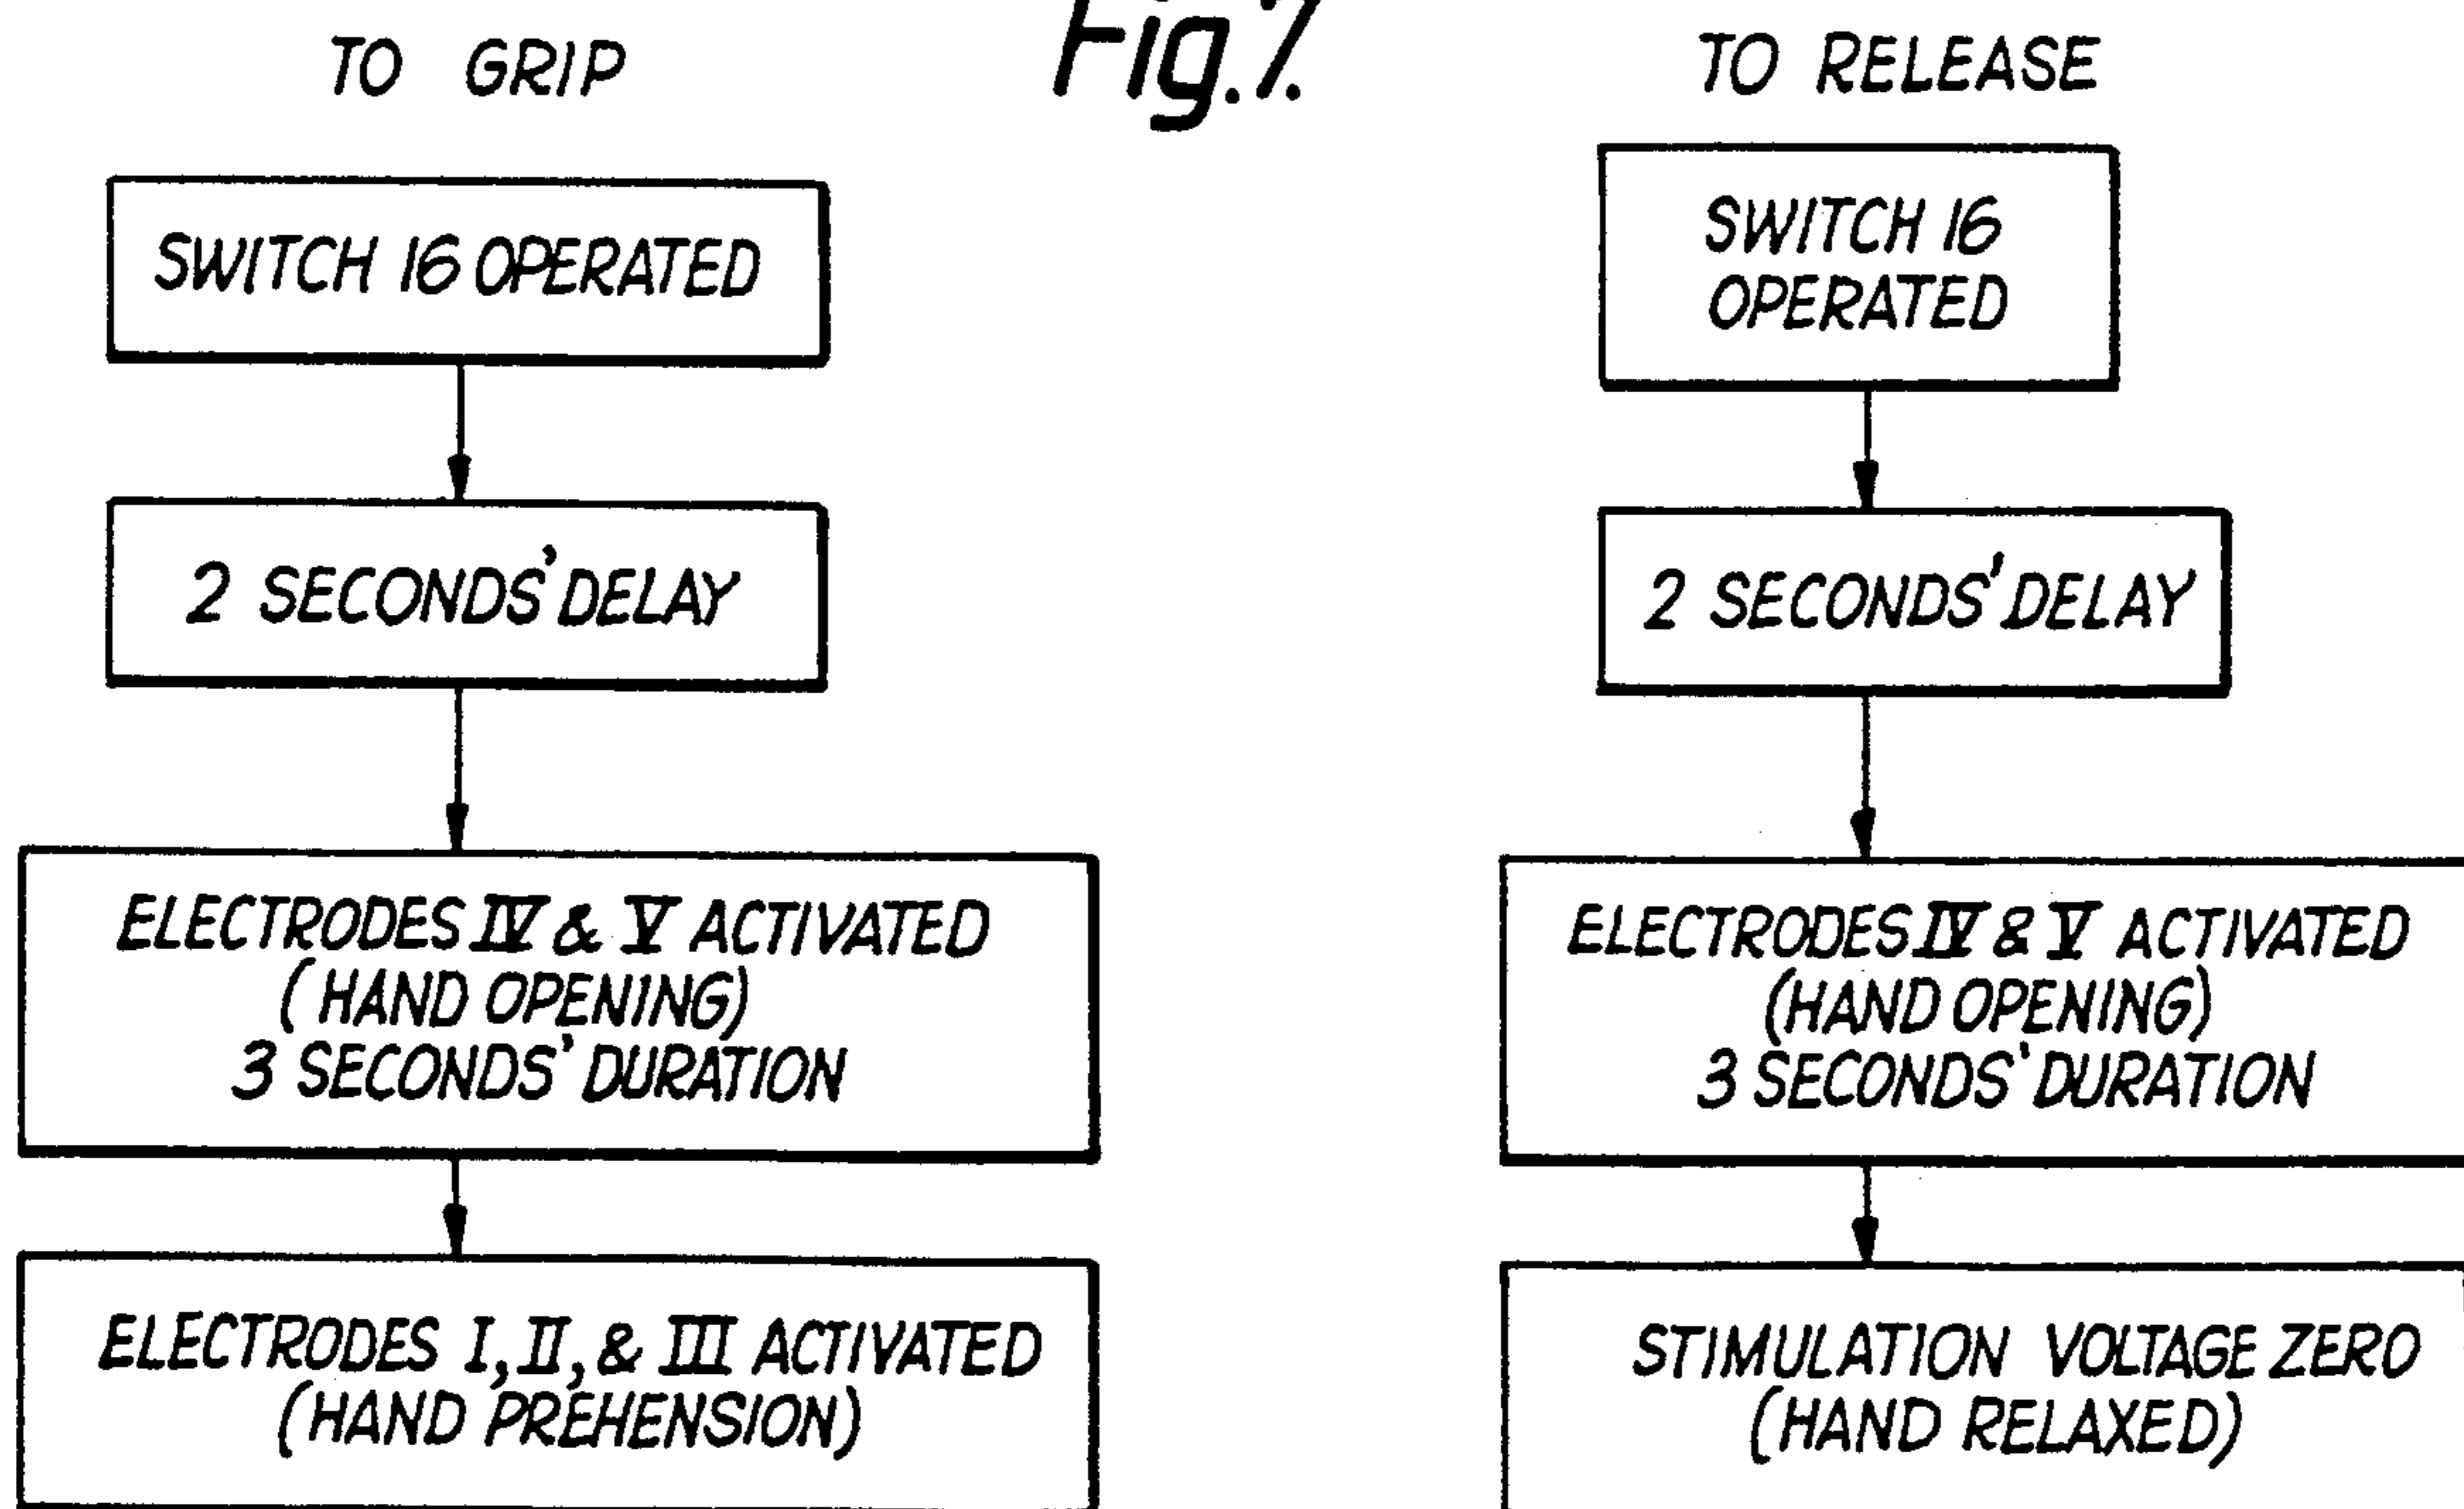 Fig.7.
TO GRIP
SWITCH 16 OPERATED
2 SECONDS' DELAY
ELECTRODES IV & V ACTIVATED
(HAND OPENING)
3 SECONDS' DURATION
ELECTRODES I, II, & III ACTIVATED
(HAND PREHENSION)
TO RELEASE
SWITCH 16
OPERATED
2 SECONDS' DELAY
ELECTRODES IV & V ACTIVATED
(HAND OPENING)
3 SECONDS' DURATION
STIMULATION VOLTAGE ZERO
(HAND RELAXED)